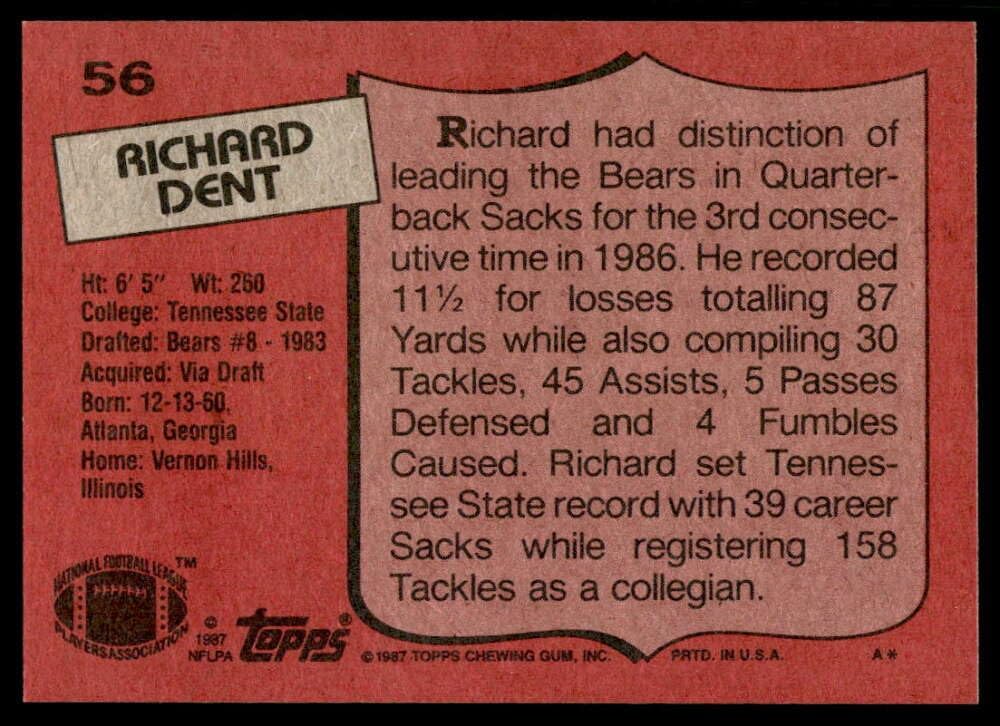 56
RICHARD
DENT
Ht: 6' 5" Wt: 260
College: Tennessee State
Drafted: Bears #8 - 1983
Acquired: Via Draft
Born: 12-13-60,
Atlanta, Georgia
Home: Vernon Hills,
Illinois
Richard had distinction of
leading the Bears in Quarter-
back Sacks for the 3rd consec-
utive time in 1986. He recorded
11½ for losses totalling 87
Yards while also compiling 30
Tackles, 45 Assists, 5 Passes
Defensed and 4 Fumbles
Caused. Richard set Tennes-
see State record with 39 career
Sacks while registering 158
Tackles as a collegian.
NATIONAL FOOTBALL LEAGUE ™
PLAYERS ASSOCIATION
© 1987 NFLPA
topps®
© 1987 TOPPS CHEWING GUM, INC. PRTD. IN U.S.A. A*